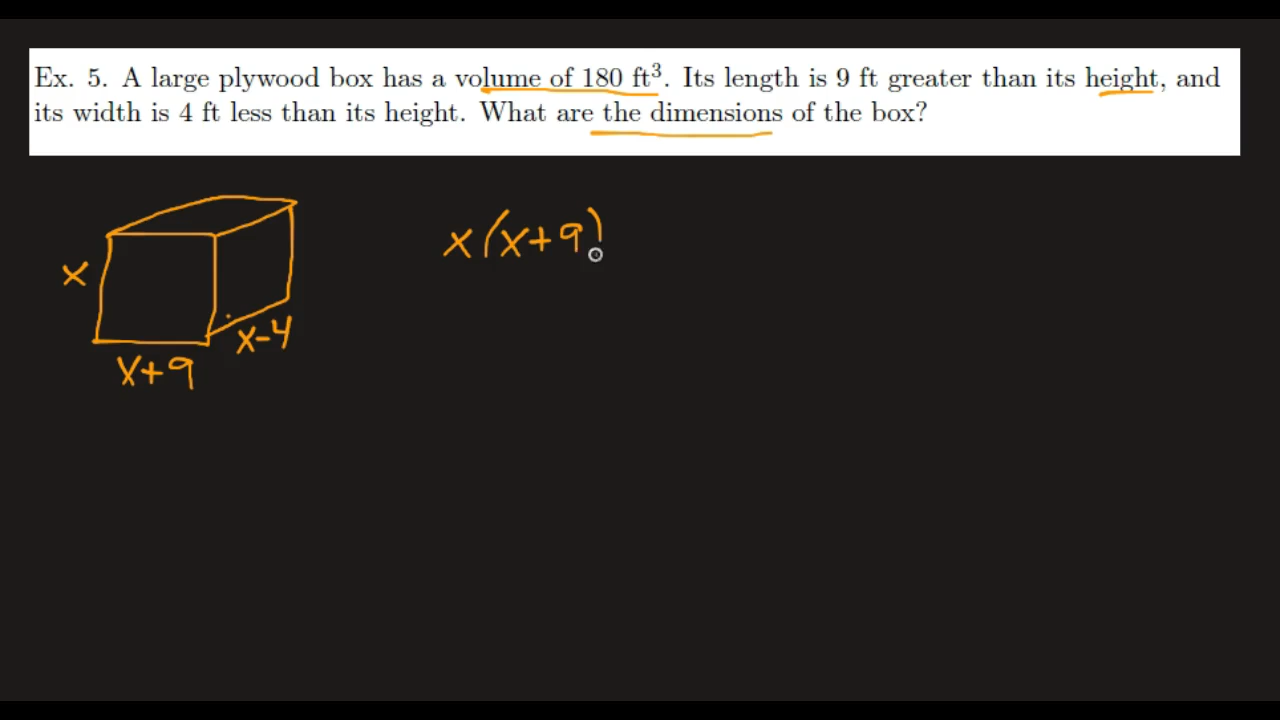 Ex. 5. A large plywood box has a volume of 180 ft³. Its length is 9 ft greater than its height, and
its width is 4 ft less than its height. What are the dimensions of the box?
x(x+9)
x
x-4
x+9